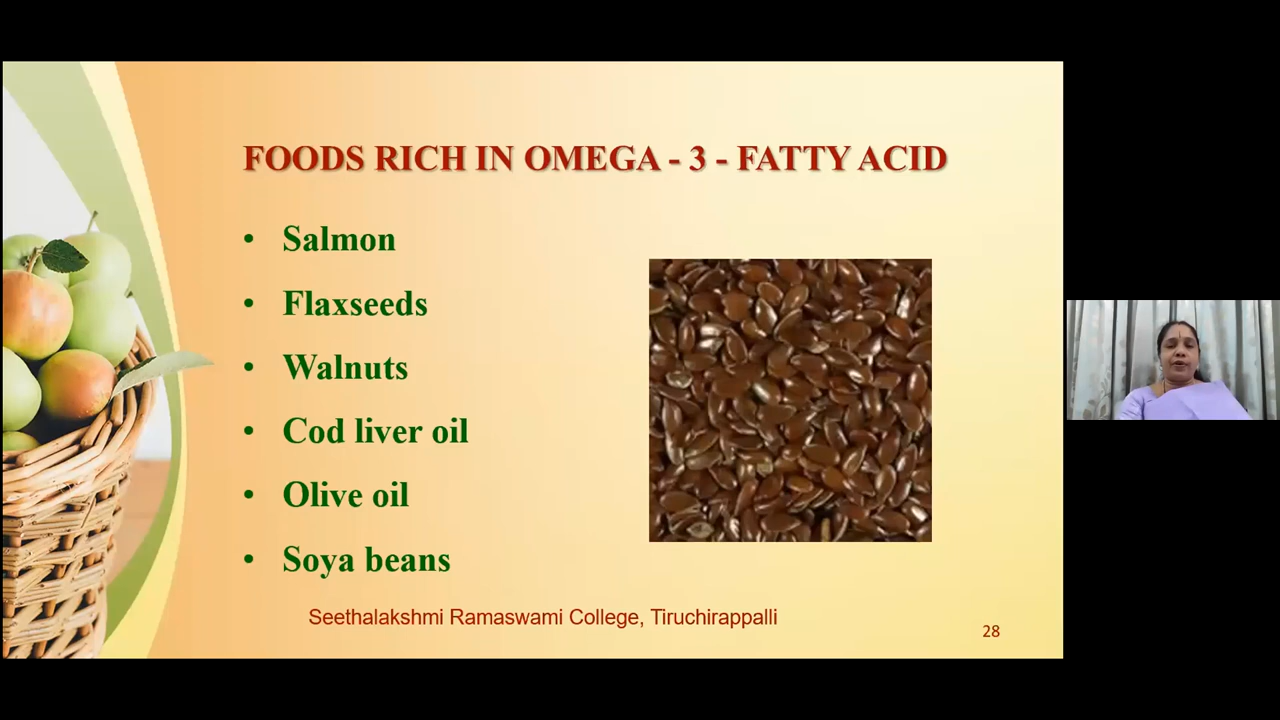 FOODS RICH IN OMEGA - 3 - FATTY ACID
• Salmon
• Flaxseeds
• Walnuts
• Cod liver oil
• Olive oil
• Soya beans
Seethalakshmi Ramaswami College, Tiruchirappalli
28